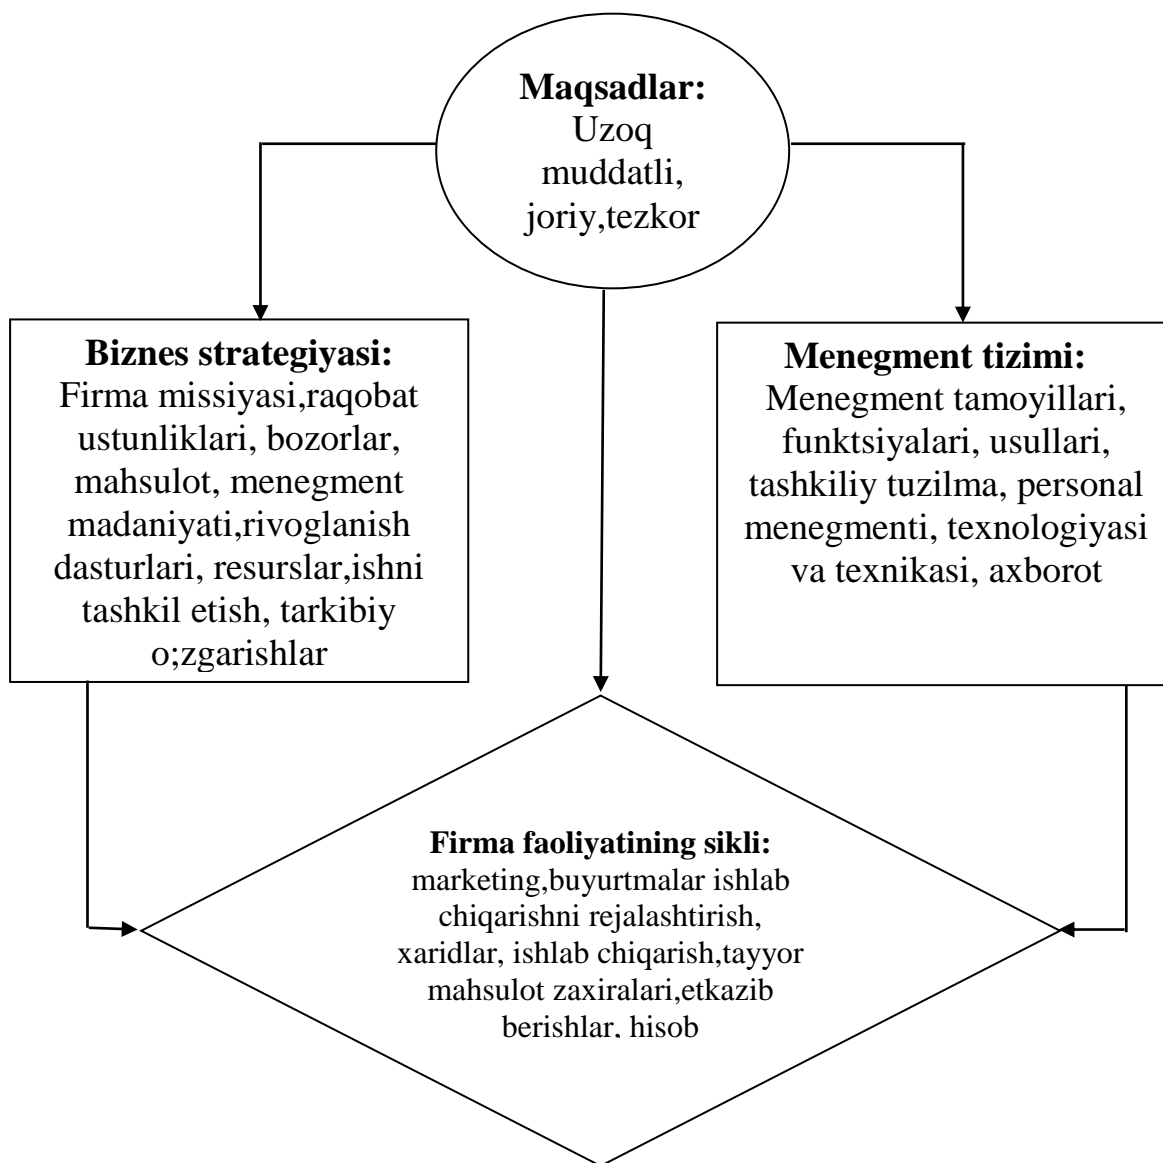 Maqsadlar:
Uzoq
muddatli,
joriy,tezkor
Biznes strategiyasi:
Firma missiyasi,raqobat
ustunliklari, bozorlar,
mahsulot, menegment
madaniyati,rivoglanish
dasturlari, resurslar,ishni
tashkil etish, tarkibiy
o;zgarishlar
Menegment tizimi:
Menegment tamoyillari,
funktsiyalari, usullari,
tashkiliy tuzilma, personal
menegmenti, texnologiyasi
va texnikasi, axborot
Firma faoliyatining sikli:
marketing,buyurtmalar ishlab
chiqarishni rejalashtirish,
xaridlar, ishlab chiqarish,tayyor
mahsulot zaxiralari,etkazib
berishlar, hisob